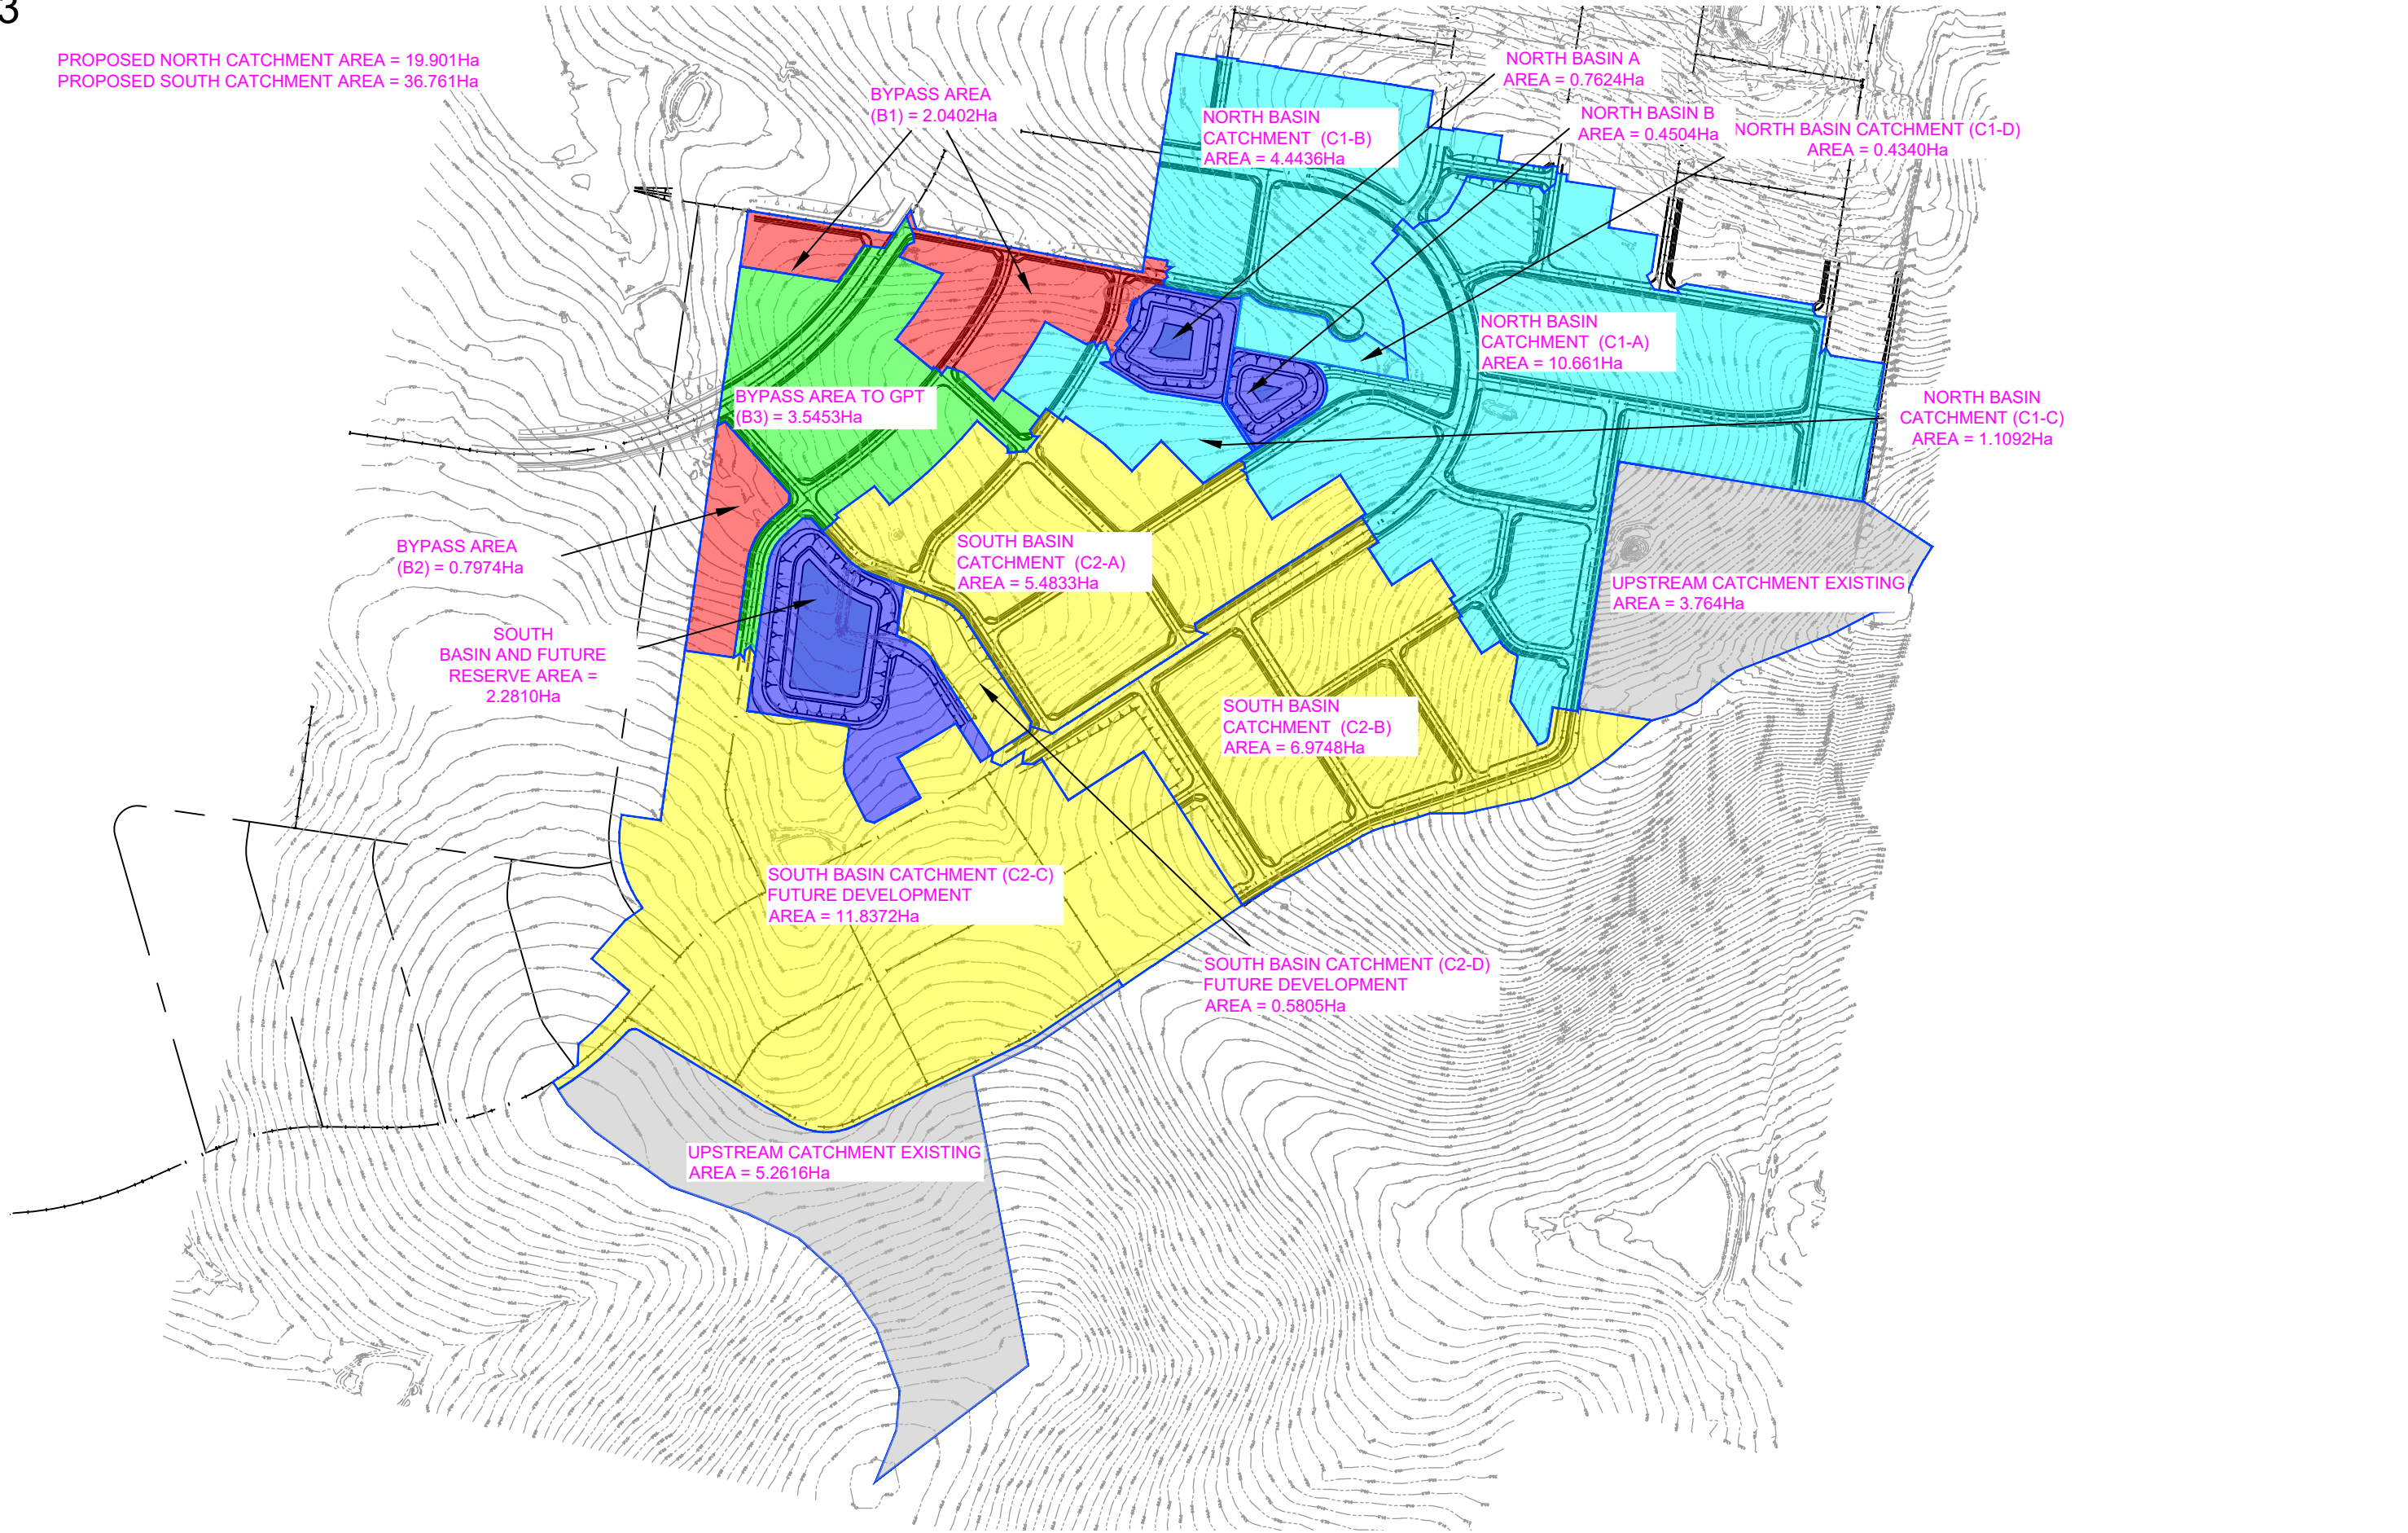 3
PROPOSED NORTH CATCHMENT AREA = 19.901Ha
PROPOSED SOUTH CATCHMENT AREA = 36.761Ha
BYPASS AREA
(B1) = 2.0402Ha
NORTH BASIN
CATCHMENT (C1-B)
AREA = 4.4436Ha
NORTH BASIN A
AREA = 0.7624Ha
NORTH BASIN B
AREA = 0.4504Ha
NORTH BASIN CATCHMENT (C1-D)
AREA = 0.4340Ha
NORTH BASIN
CATCHMENT (C1-A)
AREA = 10.661Ha
NORTH BASIN
CATCHMENT (C1-C)
AREA = 1.1092Ha
BYPASS AREA TO GPT
(B3) = 3.5453Ha
BYPASS AREA
(B2) = 0.7974Ha
SOUTH BASIN
CATCHMENT (C2-A)
AREA = 5.4833Ha
UPSTREAM CATCHMENT EXISTING
AREA = 3.764Ha
SOUTH
BASIN AND FUTURE
RESERVE AREA =
2.2810Ha
SOUTH BASIN
CATCHMENT (C2-B)
AREA = 6.9748Ha
SOUTH BASIN CATCHMENT (C2-C)
FUTURE DEVELOPMENT
AREA = 11.8372Ha
SOUTH BASIN CATCHMENT (C2-D)
FUTURE DEVELOPMENT
AREA = 0.5805Ha
UPSTREAM CATCHMENT EXISTING
AREA = 5.2616Ha